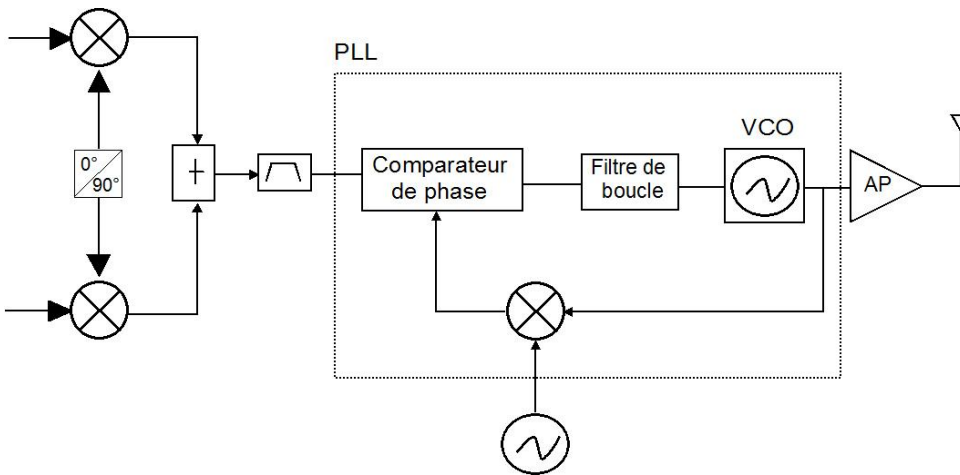 PLL
VCO
0°
90°
+
Comparateur
de phase
Filtre de
boucle
AP